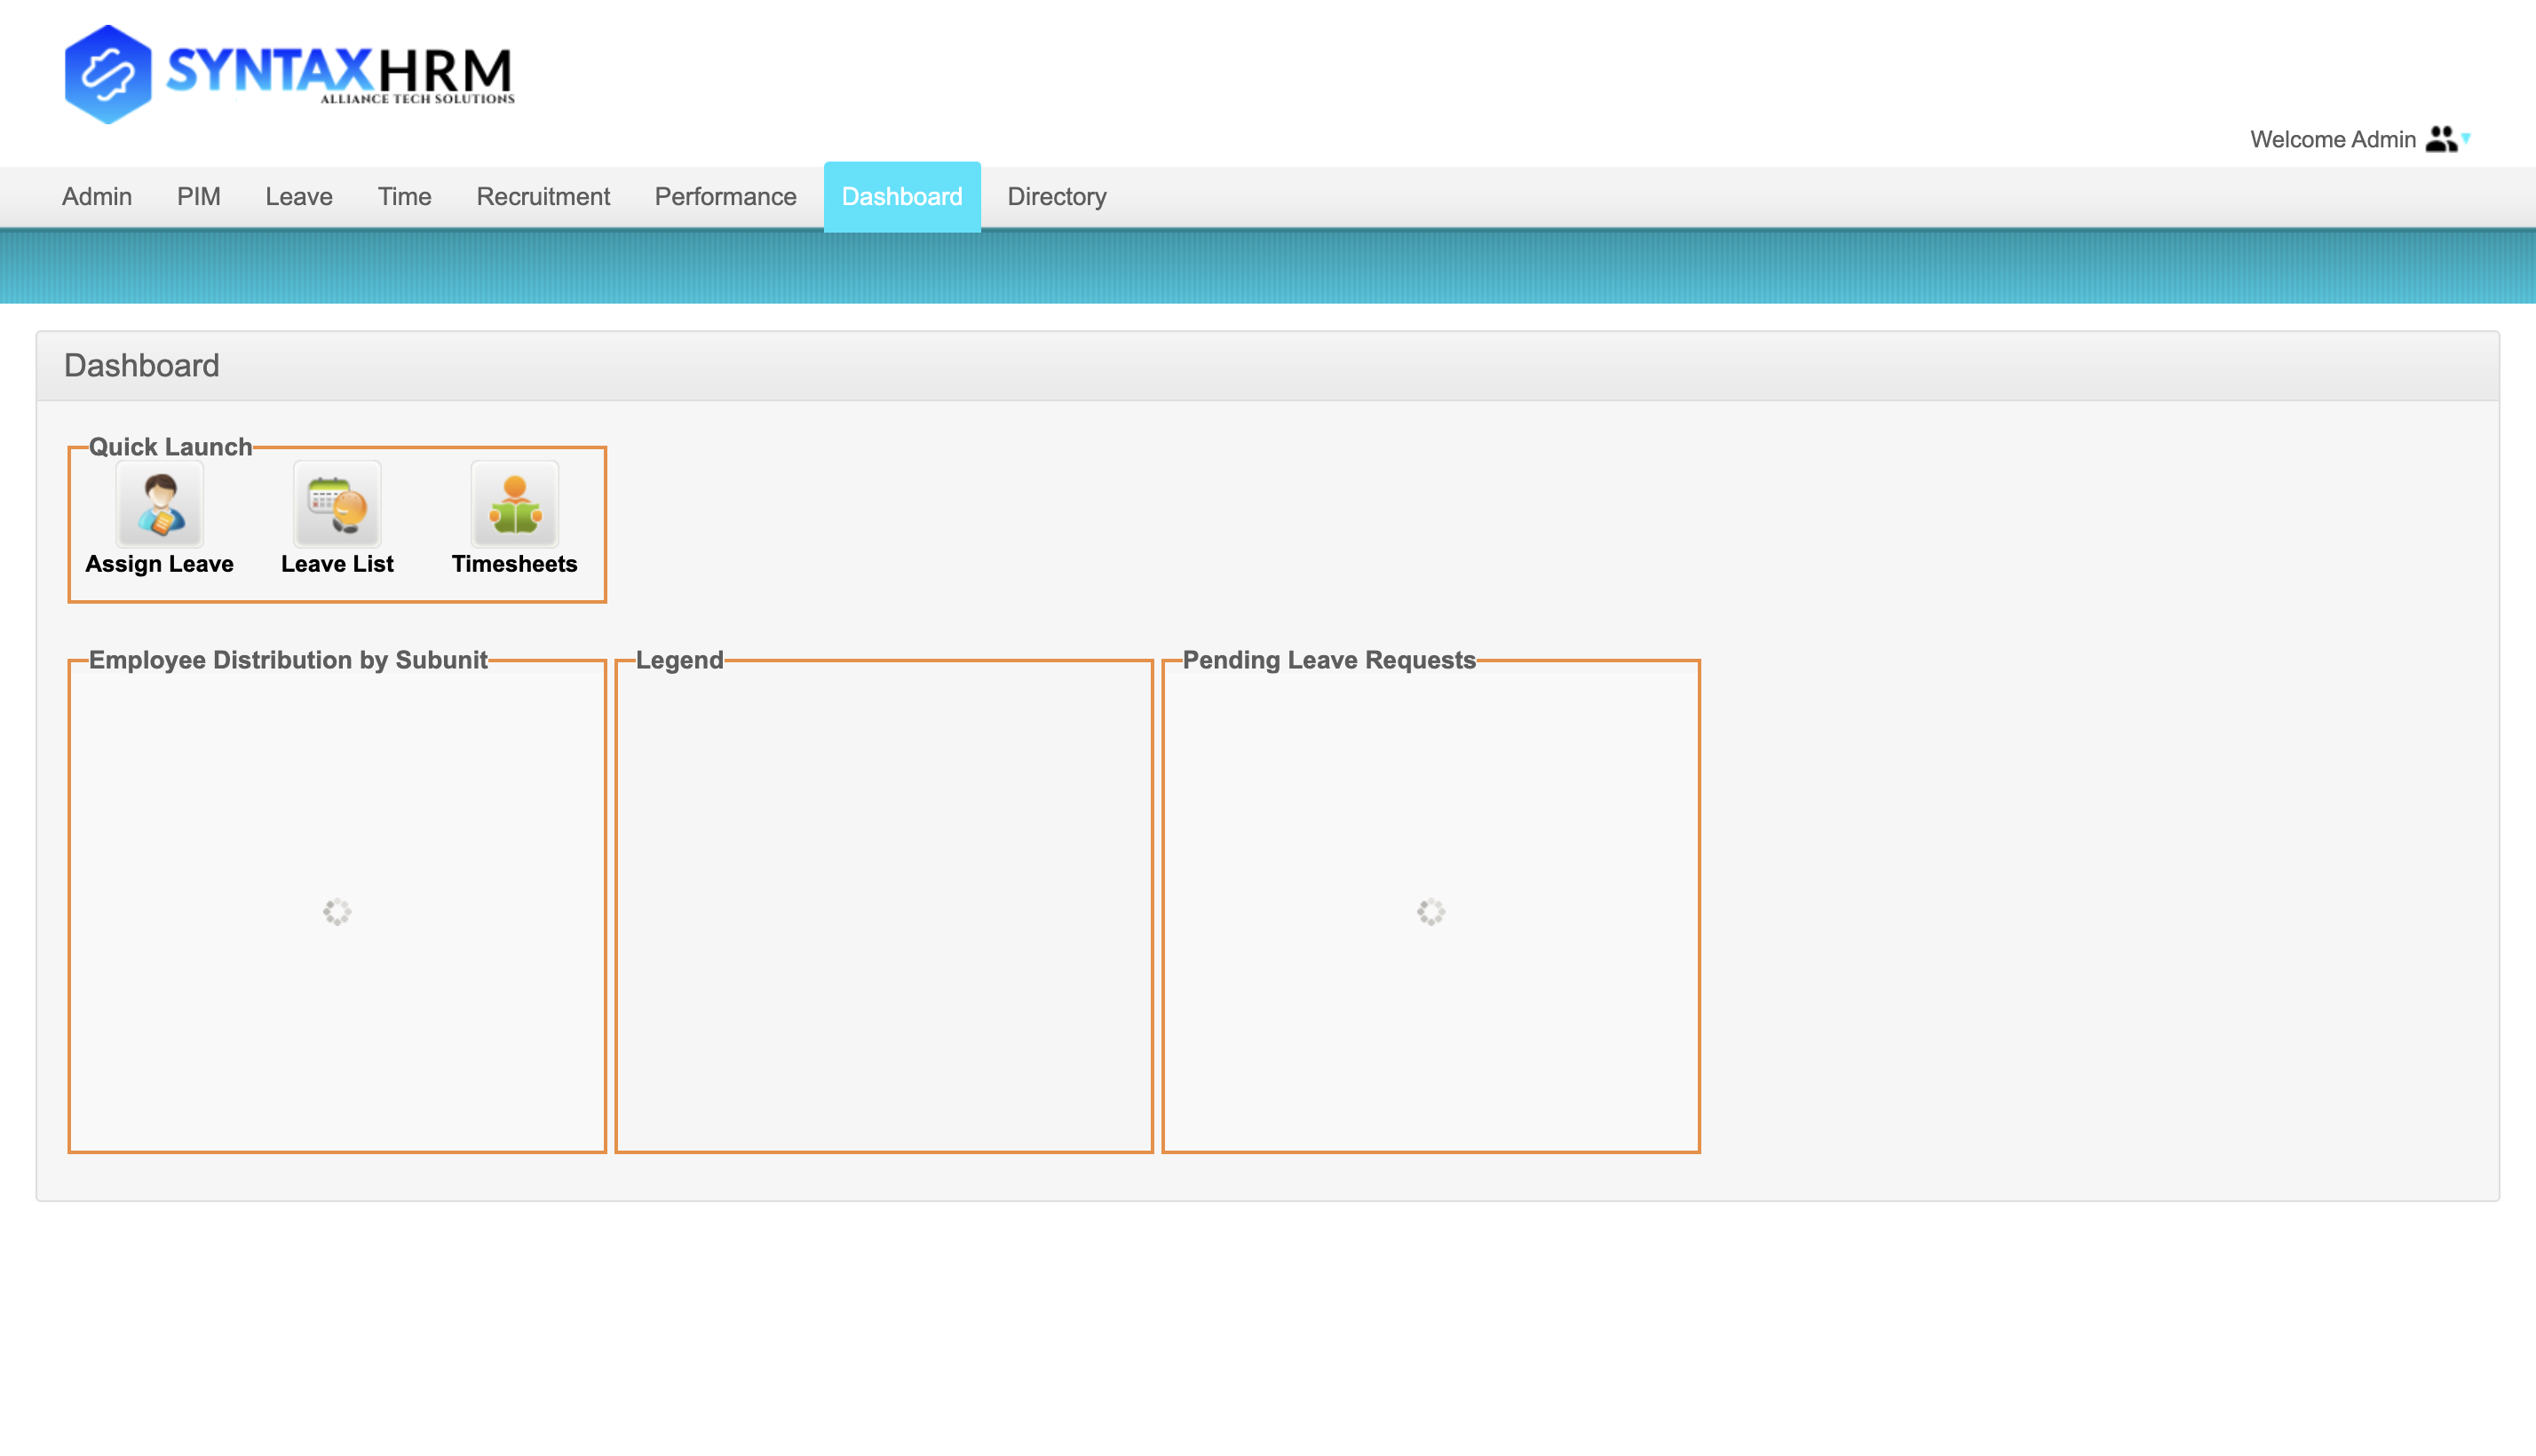 SYNTAXHRM
ALLIANCE TECH SOLUTIONS
Welcome Admin
Admin PIM Leave Time Recruitment Performance Dashboard Directory
Dashboard
Quick Launch
Assign Leave Leave List Timesheets
Employee Distribution by Subunit Legend Pending Leave Requests